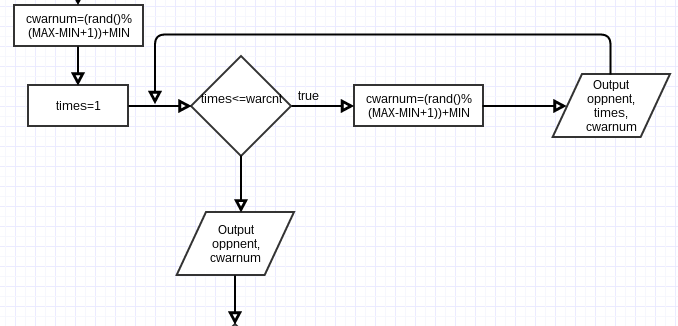 cwarnum=(rand()%
(MAX-MIN+1))+MIN
times=1
times<=warcnt
true
cwarnum=(rand()%
(MAX-MIN+1))+MIN
Output
oppnent,
times,
cwarnum
Output
oppnent,
cwarnum